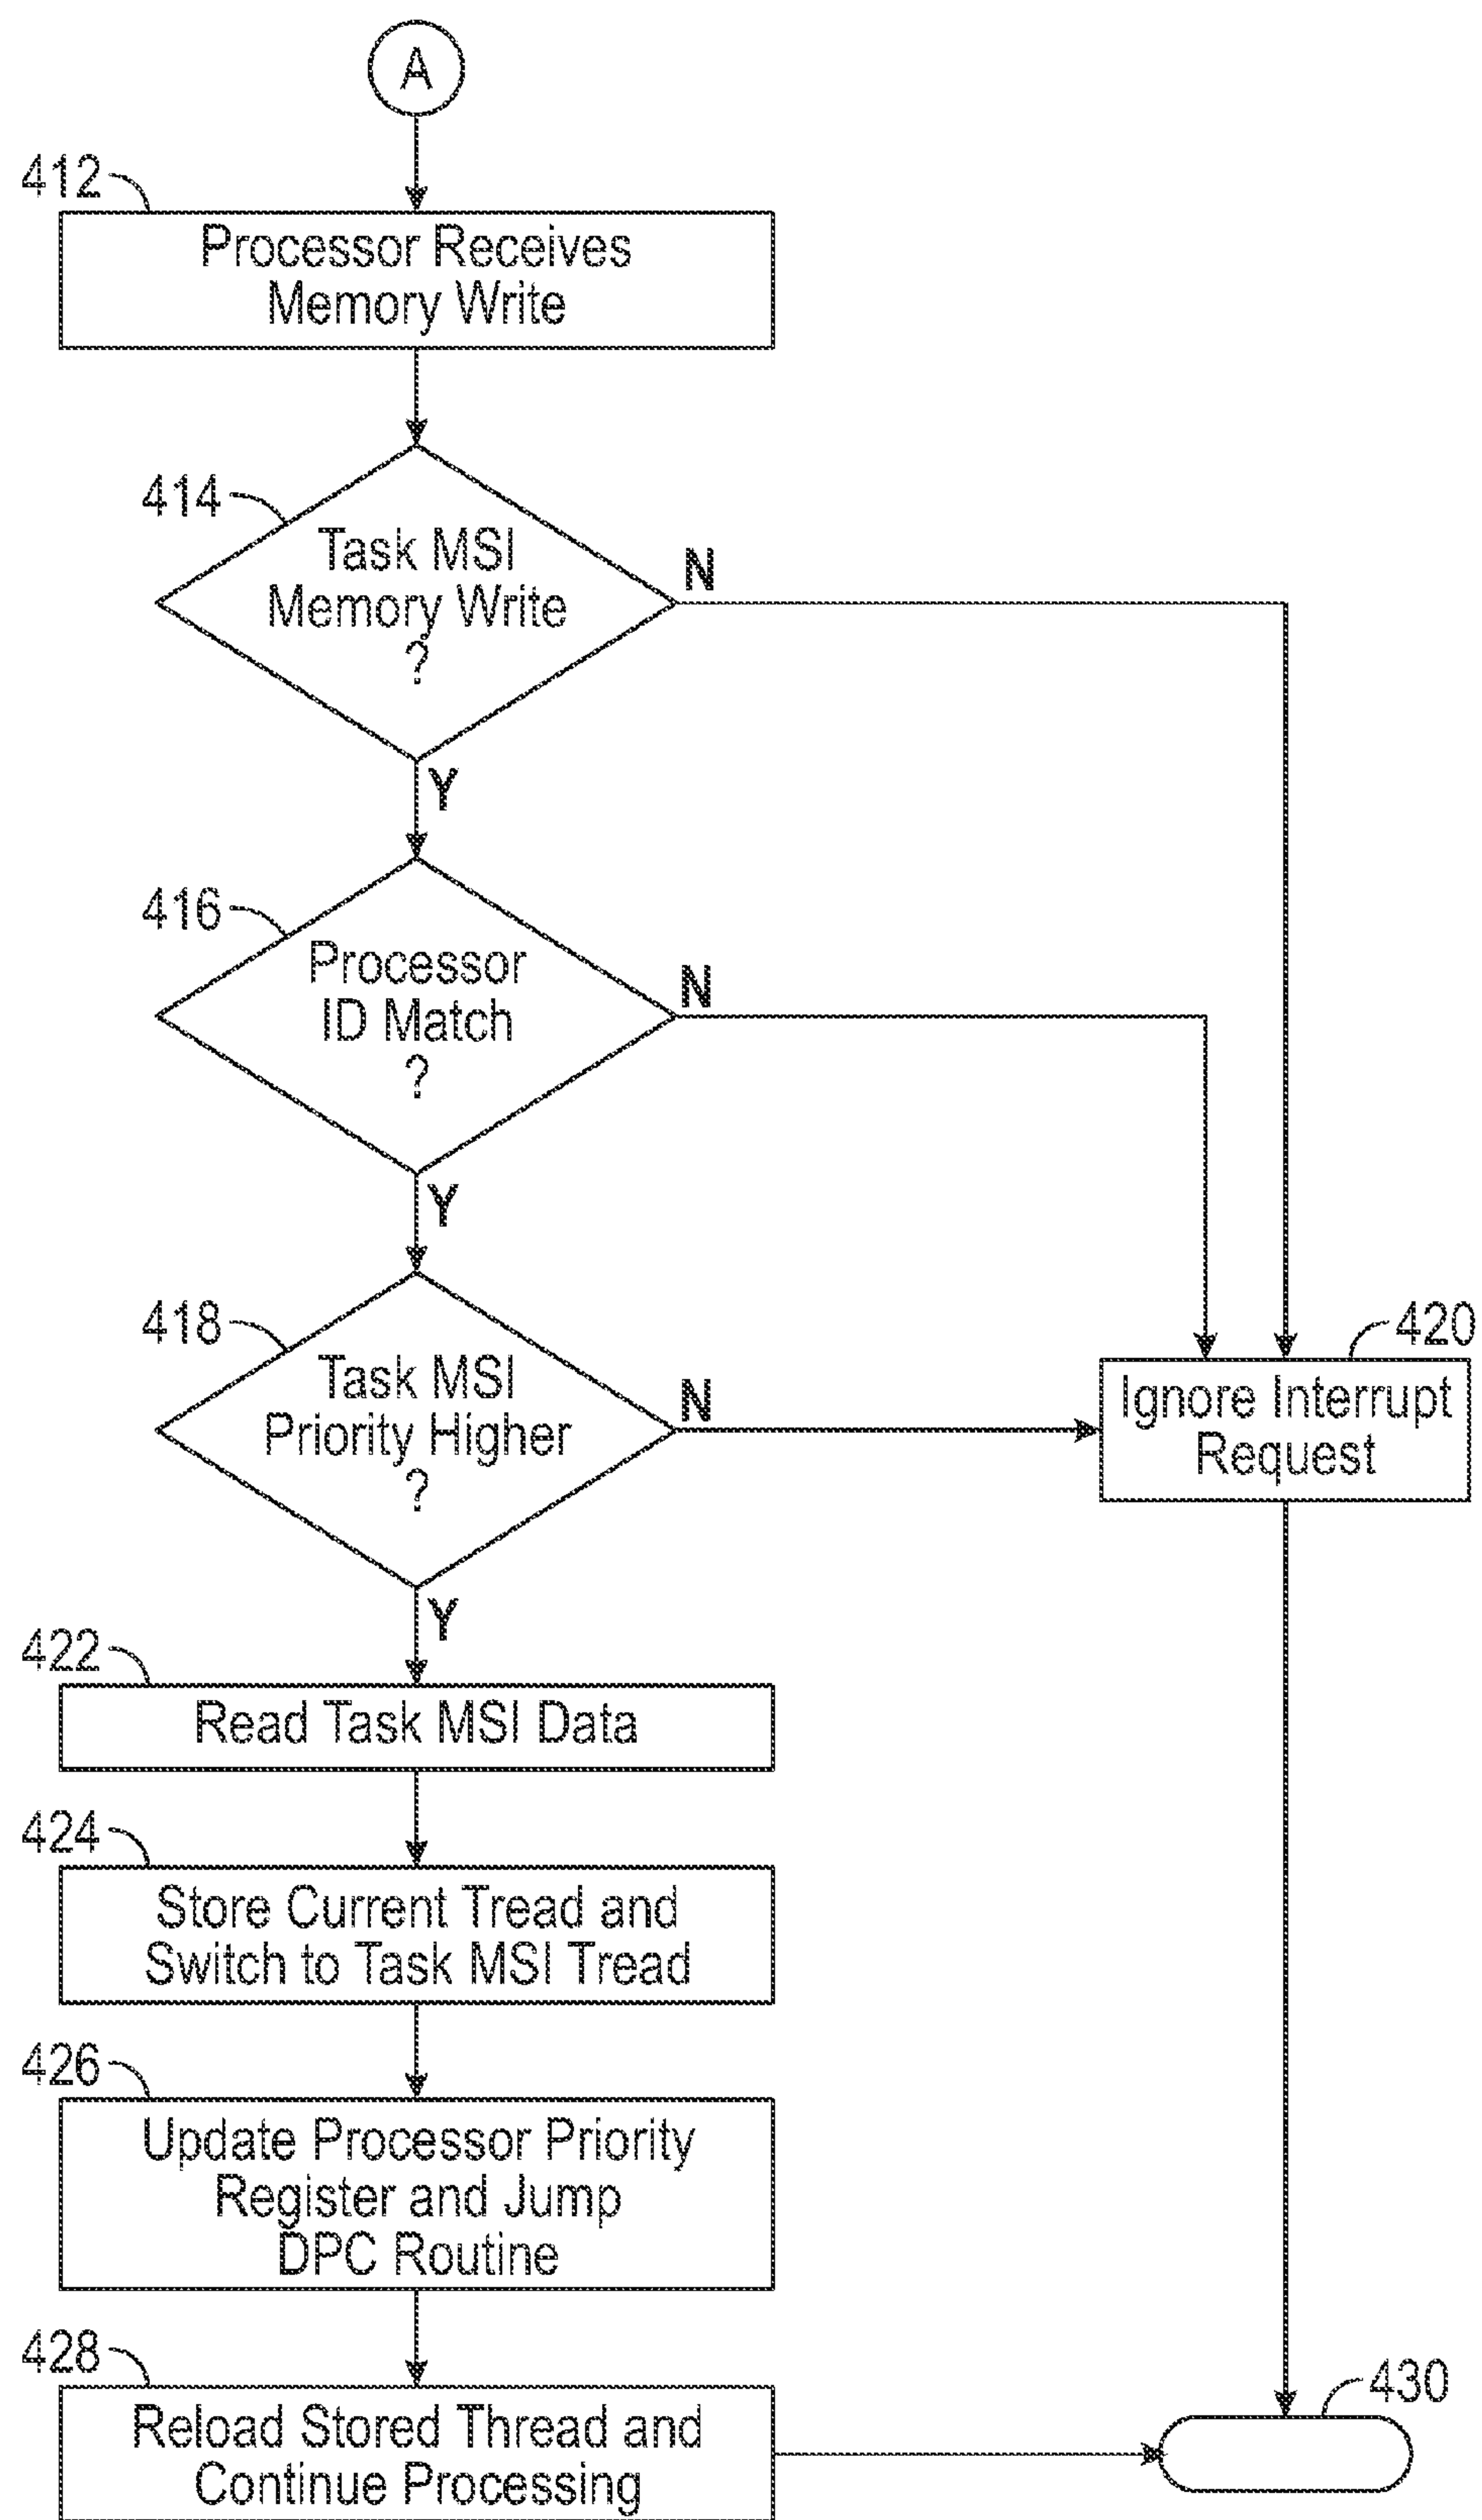 A
412
Processor Receives
Memory Write
414
Task MSI
Memory Write
?
N
Y
416
Processor
ID Match
?
N
Y
418
Task MSI
Priority Higher
?
N
420
Ignore Interrupt
Request
Y
422
Read Task MSI Data
424
Store Current Tread and
Switch to Task MSI Tread
426
Update Processor Priority
Register and Jump
DPC Routine
428
Reload Stored Thread and
Continue Processing
430